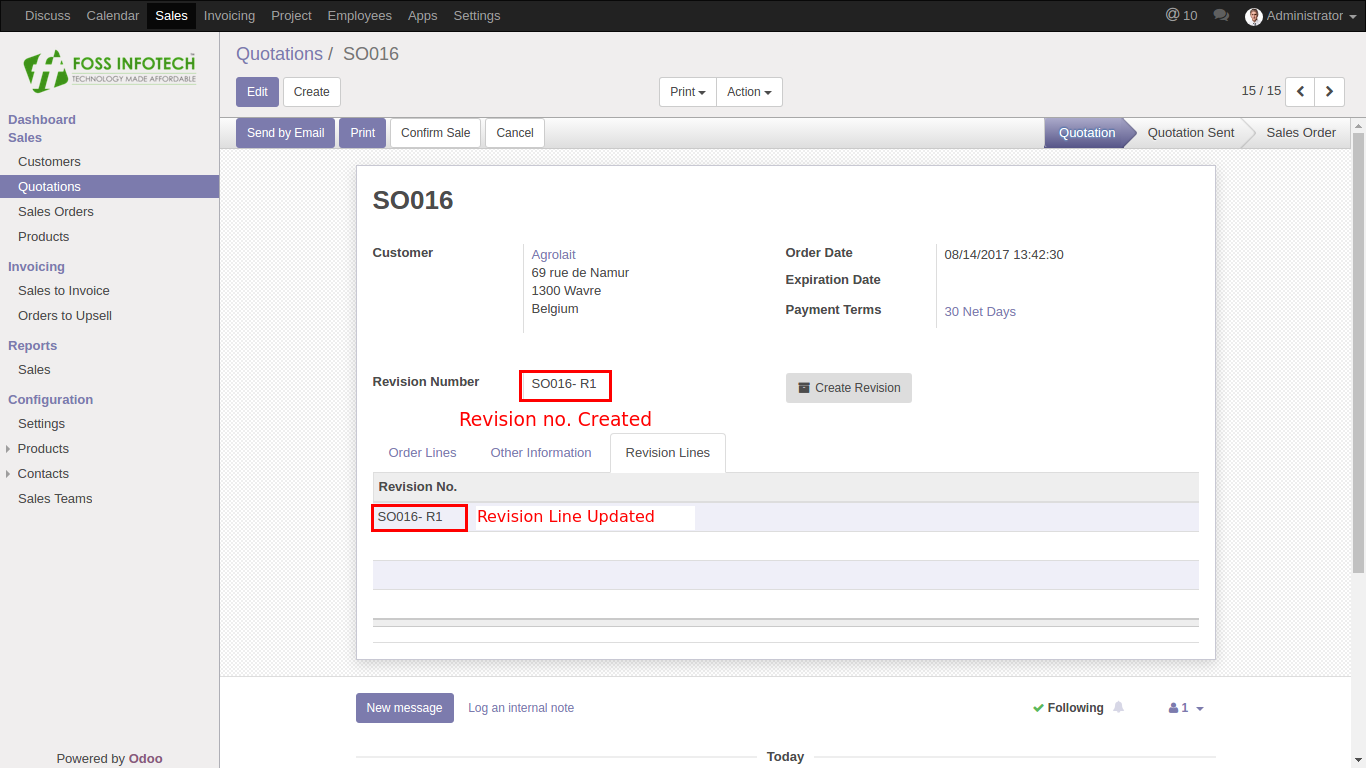 Discuss Calendar Sales Invoicing Project Employees Apps Settings @ 10 Administrator
FOSS INFOTECH™
TECHNOLOGY MADE AFFORDABLE
Quotations / SO016
Edit Create Print Action 15 / 15
Send by Email Print Confirm Sale Cancel Quotation Quotation Sent Sales Order
Dashboard
Sales
Customers
Quotations
Sales Orders
Products
Invoicing
Sales to Invoice
Orders to Upsell
Reports
Sales
Configuration
Settings
Products
Contacts
Sales Teams
Powered by Odoo
SO016
Customer Agrolait
69 rue de Namur
1300 Wavre
Belgium
Order Date 08/14/2017 13:42:30
Expiration Date
Payment Terms 30 Net Days
Revision Number SO016- R1 Create Revision
Revision no. Created
Order Lines Other Information Revision Lines
Revision No.
SO016- R1 Revision Line Updated
New message Log an internal note Following 1
Today